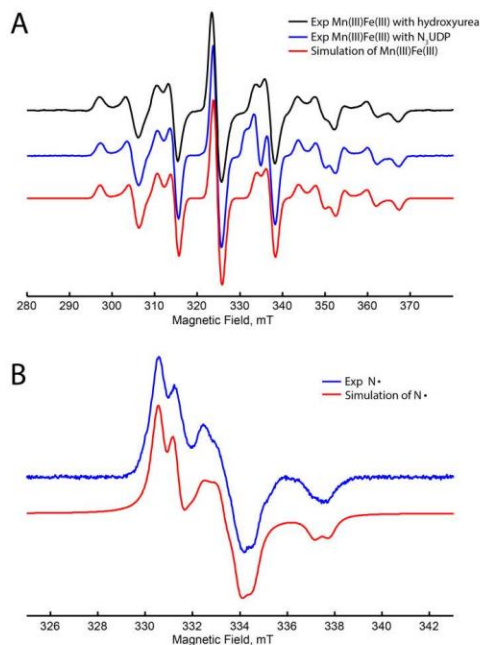 A
Exp Mn(III)Fe(III) with hydroxyurea
Exp Mn(III)Fe(III) with N₃UDP
Simulation of Mn(III)Fe(III)
280 290 300 310 320 330 340 350 360 370
Magnetic Field, mT
B
Exp N•
Simulation of N•
326 328 330 332 334 336 338 340 342
Magnetic Field, mT